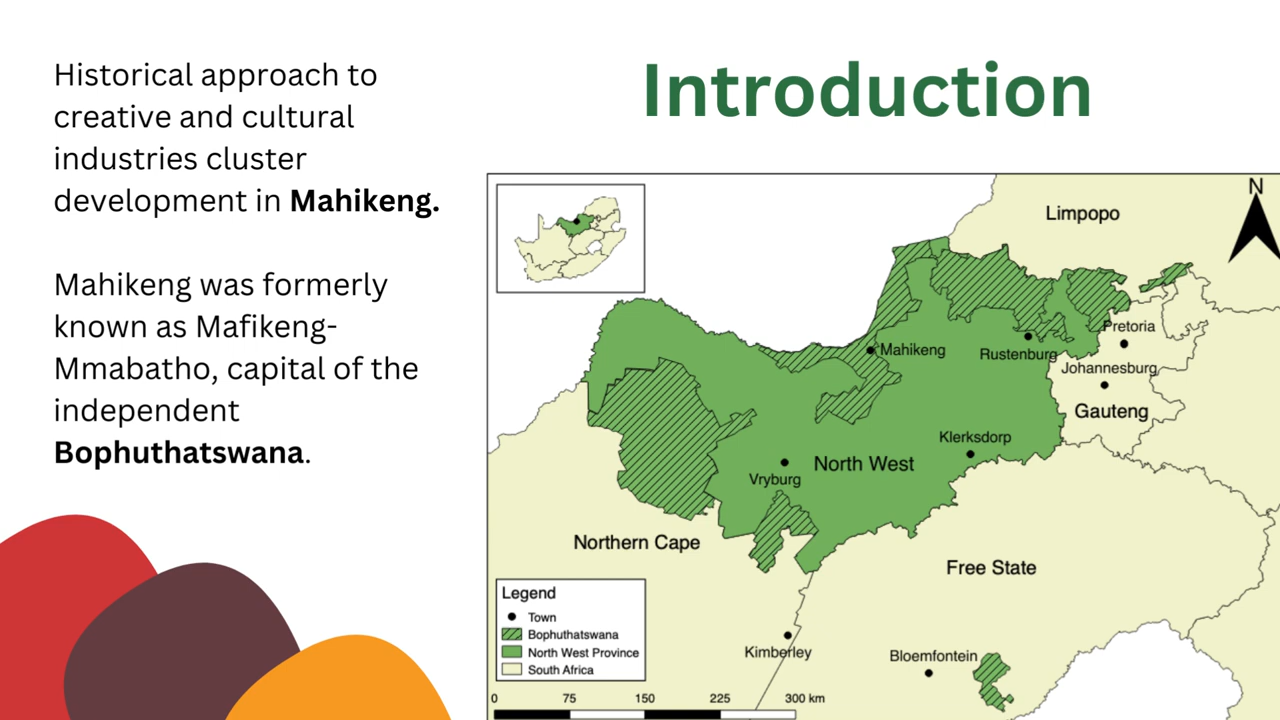 Introduction
Historical approach to
creative and cultural
industries cluster
development in Mahikeng.
Mahikeng was formerly
known as Mafikeng-
Mmabatho, capital of the
independent
Bophuthatswana.
N
Limpopo
Pretoria
Mahikeng
Rustenburg
Johannesburg
Gauteng
Klerksdorp
North West
Vryburg
Northern Cape
Free State
Legend
Town
Bophuthatswana
North West Province
South Africa
Kimberley
Bloemfontein
0 75 150 225 300 km